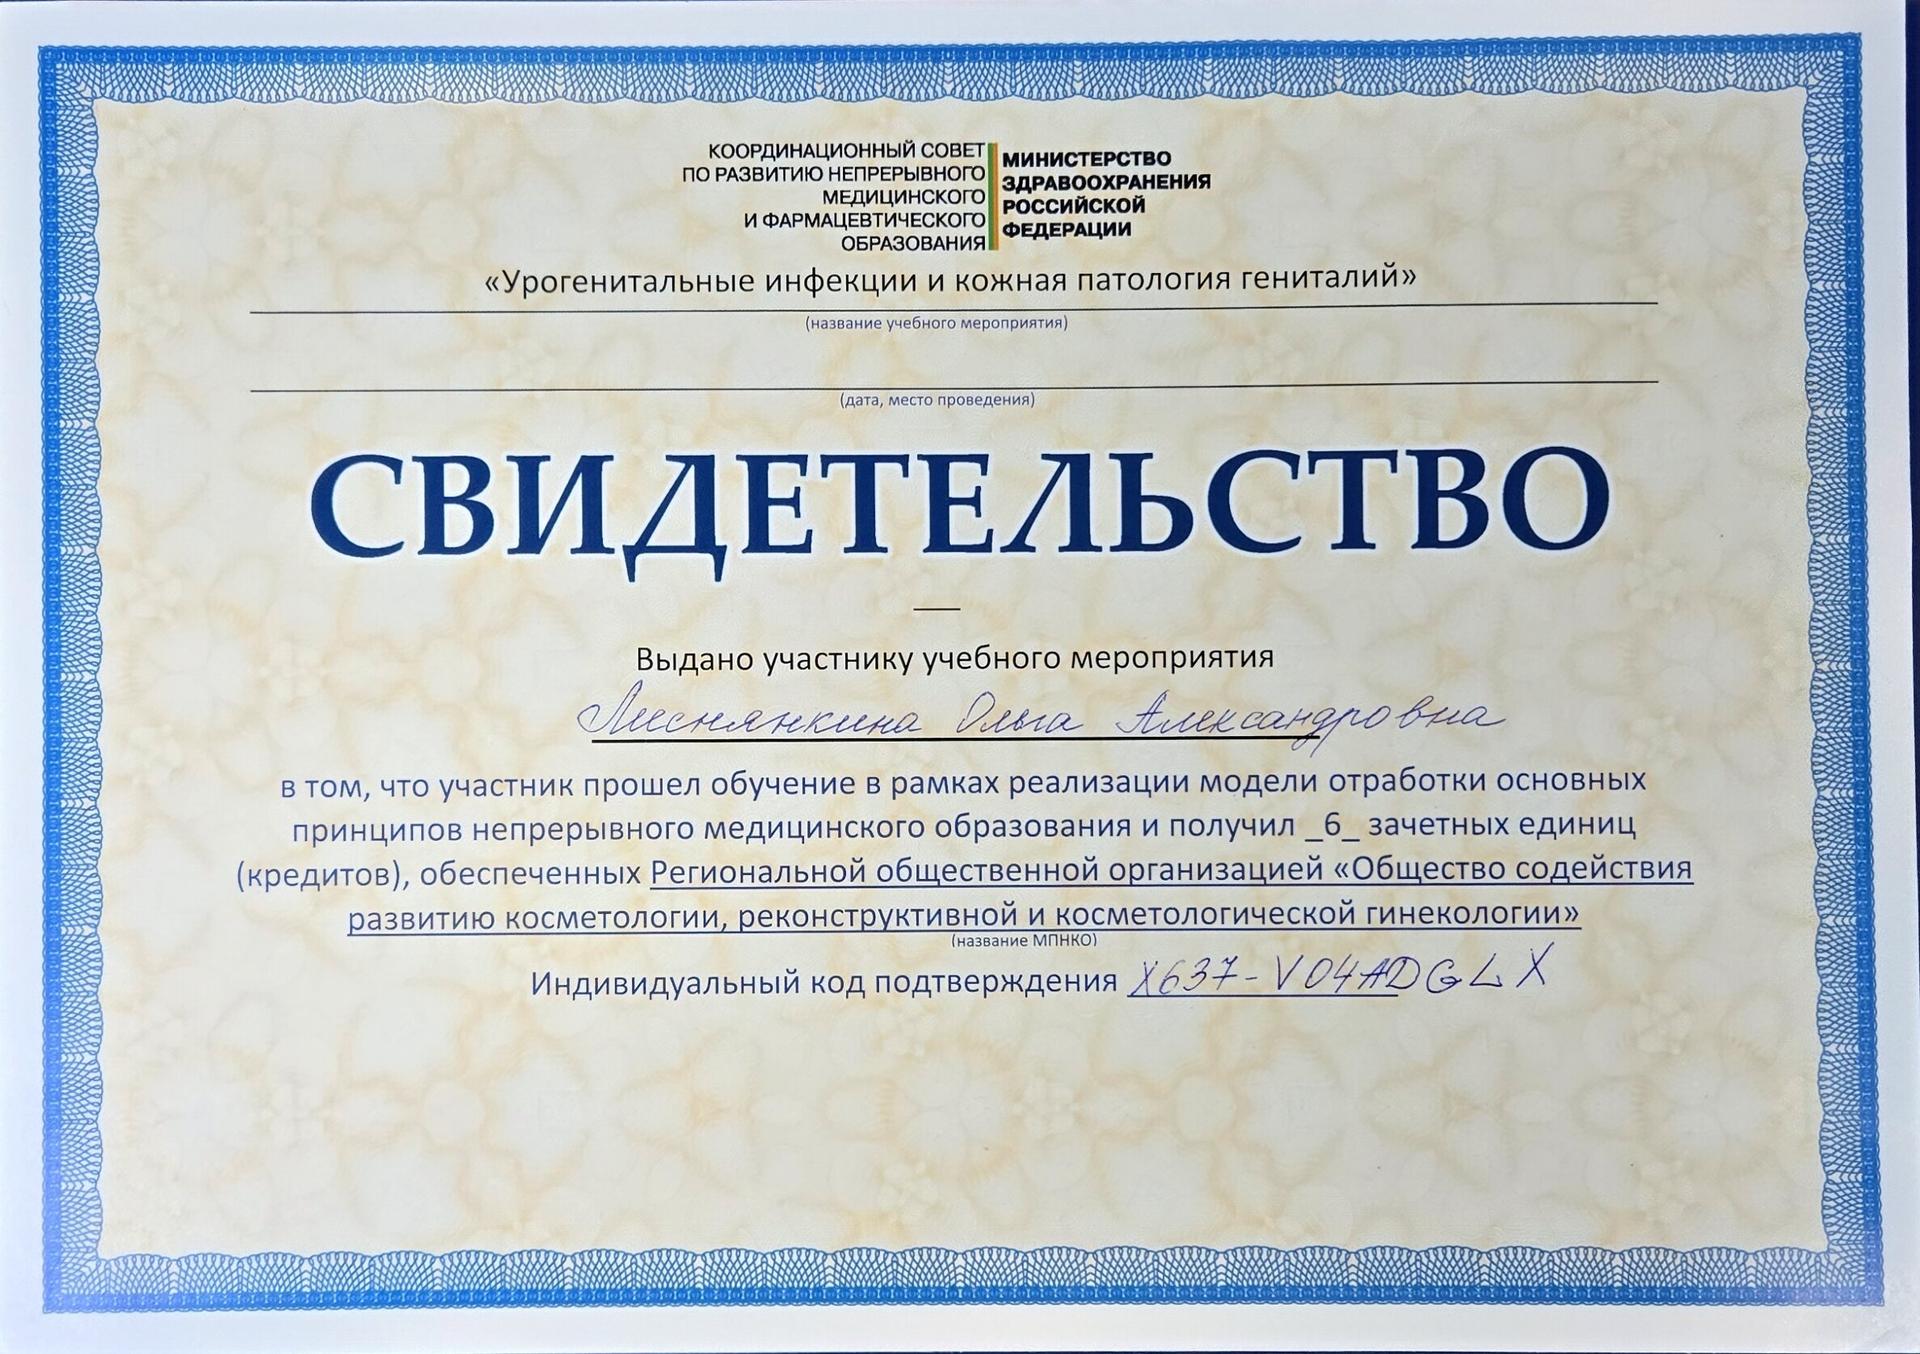 КООРДИНАЦИОННЫЙ СОВЕТ
ПО РАЗВИТИЮ НЕПРЕРЫВНОГО
МЕДИЦИНСКОГО
И ФАРМАЦЕВТИЧЕСКОГО
ОБРАЗОВАНИЯ
МИНИСТЕРСТВО
ЗДРАВООХРАНЕНИЯ
РОССИЙСКОЙ
ФЕДЕРАЦИИ
«Урогенитальные инфекции и кожная патология гениталий»
(название учебного мероприятия)
(дата, место проведения)
СВИДЕТЕЛЬСТВО
Выдано участнику учебного мероприятия
Лиснянкина Ольга Александровна
в том, что участник прошел обучение в рамках реализации модели отработки основных
принципов непрерывного медицинского образования и получил _6_ зачетных единиц
(кредитов), обеспеченных Региональной общественной организацией «Общество содействия
развитию косметологии, реконструктивной и косметологической гинекологии»
(название МПНКО)
Индивидуальный код подтверждения X637-V04ADGLX